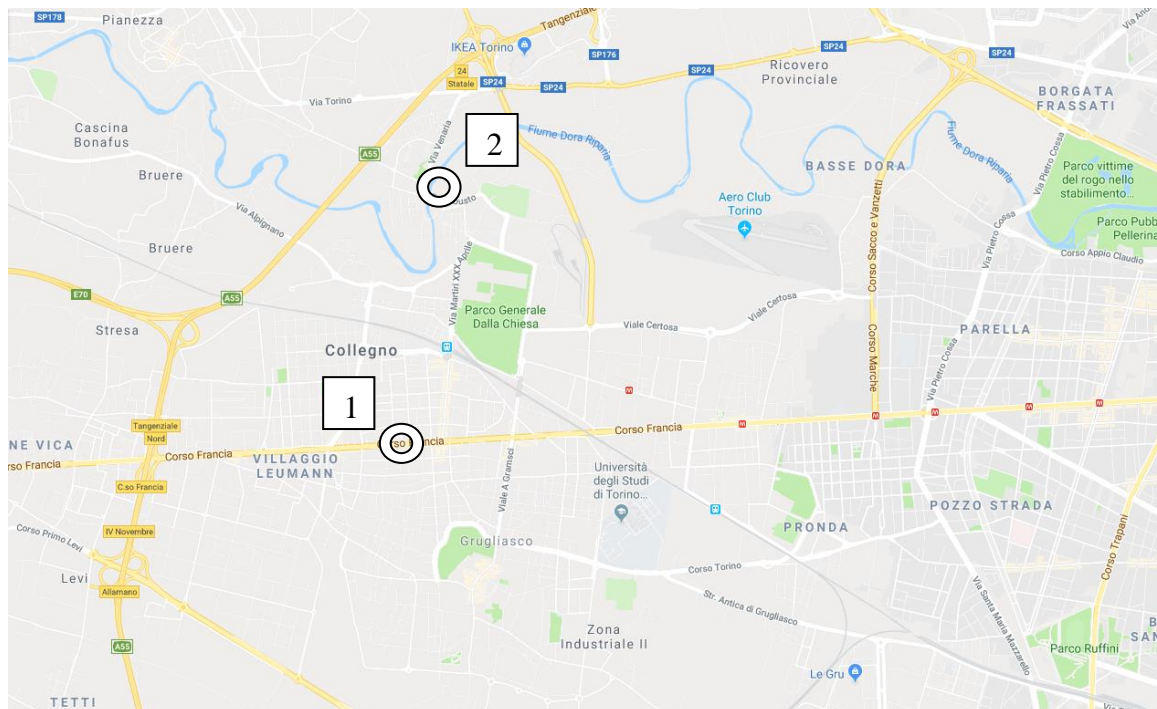 SP178
Pianezza
Tangenziale
IKEA Torino
SP176
SP24
SP24
24
Statale
SP24
SP24
SP24
Ricovero
Provinciale
Via Torino
BORGATA
FRASSATI
Cascina
Bonafus
Via Venaria
2
Fiume Dora Riparia
Fiume Dora Riparia
Via Pietro Cossa
A55
BASSE DORA
Parco vittime
del rogo nello
stabilimento...
Bruere
Aero Club
Torino
Via Alpignano
Corso Sacco e Vanzetti
Via Pietro Cossa
Parco Pubb
Pellerina
Bruere
Via Martiri XXX Aprile
Corso Appio Claudio
E70
A55
Parco Generale
Dalla Chiesa
Viale Certosa
Viale Certosa
Stresa
PARELLA
Collegno
Corso Marche
Via Pietro Cossa
1
M
M
M
M
M
M
Tangenziale
Nord
Corso Francia
NE VICA
rso Francia
Corso Francia
VILLAGGIO
LEUMANN
Università
degli Studi
di Torino...
C.so Francia
Viale A Gramsci
POZZO STRADA
PRONDA
Corso Primo Levi
IV Novembre
Grugliasco
Corso Trapani
Levi
Corso Torino
Allamano
Str. Antica di Grugliasco
Via Santa Maria Mazzarello
Zona
Industriale II
A55
Parco Ruffini
Le Gru
TETTI